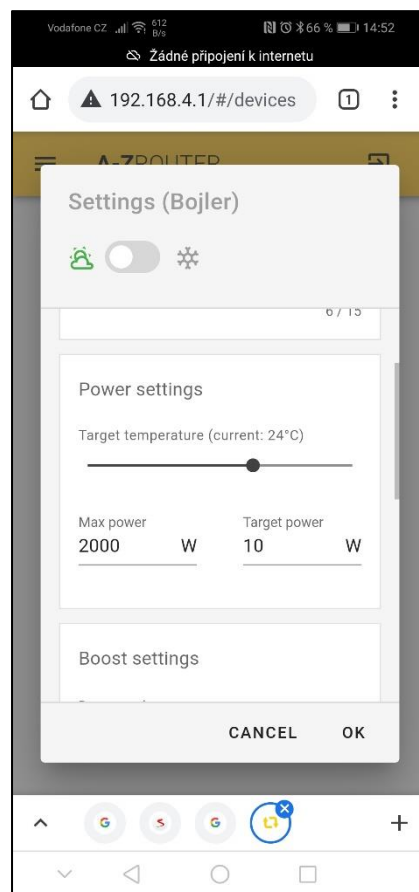 Vodafone CZ 612 B/s 66 % 14:52
Žádné připojení k internetu
192.168.4.1/#/devices 1
A-ZROUTER
Settings (Bojler)
6 / 15
Power settings
Target temperature (current: 24°C)
Max power Target power
2000 W 10 W
Boost settings
CANCEL OK